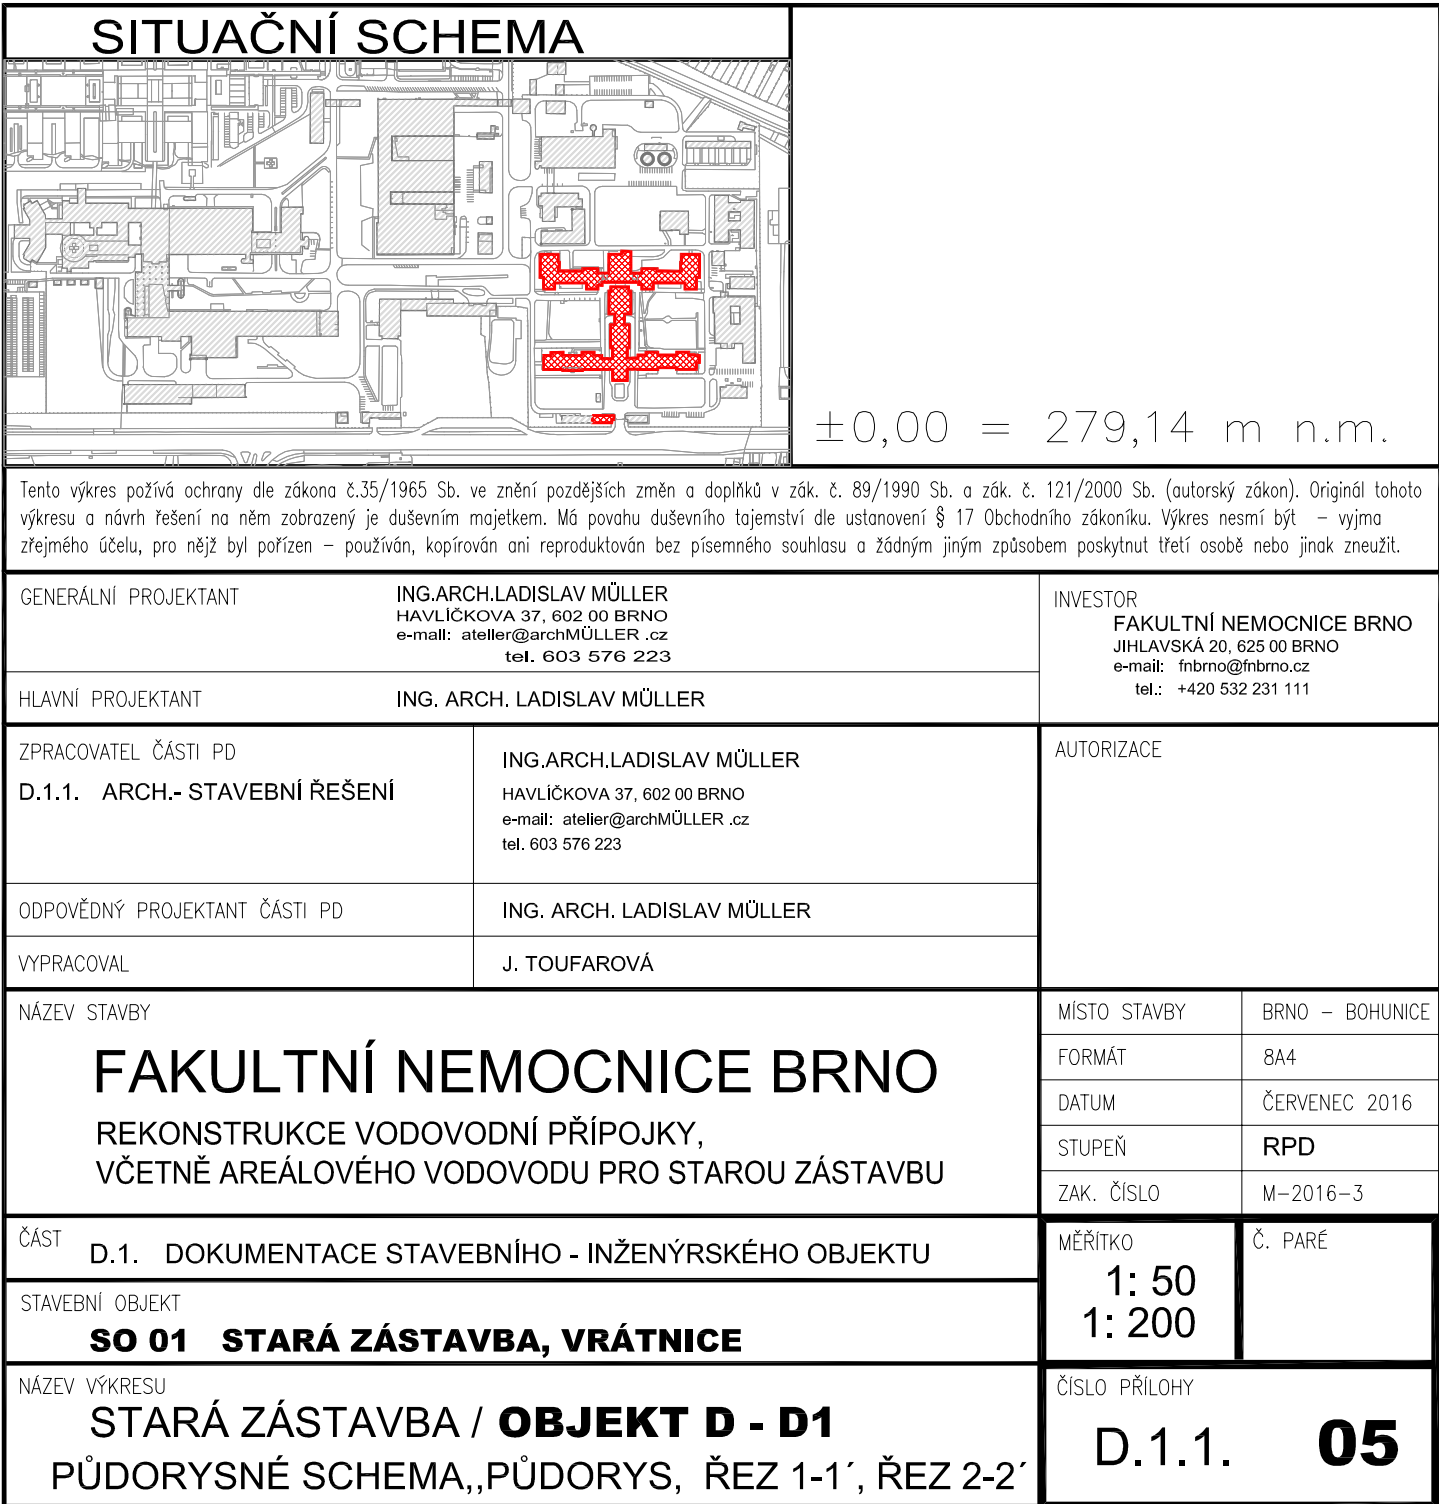 SITUAČNÍ SCHEMA
±0,00 = 279,14 m n.m.
Tento výkres požívá ochrany dle zákona č.35/1965 Sb. ve znění pozdějších změn a doplňků v zák. č. 89/1990 Sb. a zák. č. 121/2000 Sb. (autorský zákon). Originál tohoto
výkresu a návrh řešení na něm zobrazený je duševním majetkem. Má povahu duševního tajemství dle ustanovení § 17 Obchodního zákoníku. Výkres nesmí být – vyjma
zřejmého účelu, pro nějž byl pořízen – používán, kopírován ani reproduktován bez písemného souhlasu a žádným jiným způsobem poskytnut třetí osobě nebo jinak zneužit.
GENERÁLNÍ PROJEKTANT
ING.ARCH.LADISLAV MÜLLER
HAVLÍČKOVA 37, 602 00 BRNO
e-mail: atelier@archMÜLLER .cz
tel. 603 576 223
INVESTOR
FAKULTNÍ NEMOCNICE BRNO
JIHLAVSKÁ 20, 625 00 BRNO
e-mail: fnbrno@fnbrno.cz
tel.: +420 532 231 111
HLAVNÍ PROJEKTANT
ING. ARCH. LADISLAV MÜLLER
ZPRACOVATEL ČÁSTI PD
D.1.1. ARCH.- STAVEBNÍ ŘEŠENÍ
ING.ARCH.LADISLAV MÜLLER
HAVLÍČKOVA 37, 602 00 BRNO
e-mail: atelier@archMÜLLER .cz
tel. 603 576 223
AUTORIZACE
ODPOVĚDNÝ PROJEKTANT ČÁSTI PD
ING. ARCH. LADISLAV MÜLLER
VYPRACOVAL
J. TOUFAROVÁ
NÁZEV STAVBY
FAKULTNÍ NEMOCNICE BRNO
REKONSTRUKCE VODOVODNÍ PŘÍPOJKY,
VČETNĚ AREÁLOVÉHO VODOVODU PRO STAROU ZÁSTAVBU
MÍSTO STAVBY
BRNO – BOHUNICE
FORMÁT
8A4
DATUM
ČERVENEC 2016
STUPEŇ
RPD
ZAK. ČÍSLO
M–2016–3
ČÁST
D.1. DOKUMENTACE STAVEBNÍHO - INŽENÝRSKÉHO OBJEKTU
MĚŘÍTKO
1: 50
1: 200
Č. PARÉ
STAVEBNÍ OBJEKT
SO 01 STARÁ ZÁSTAVBA, VRÁTNICE
NÁZEV VÝKRESU
STARÁ ZÁSTAVBA / OBJEKT D - D1
PŮDORYSNÉ SCHEMA,,PŮDORYS, ŘEZ 1-1´, ŘEZ 2-2´
ČÍSLO PŘÍLOHY
D.1.1. 05